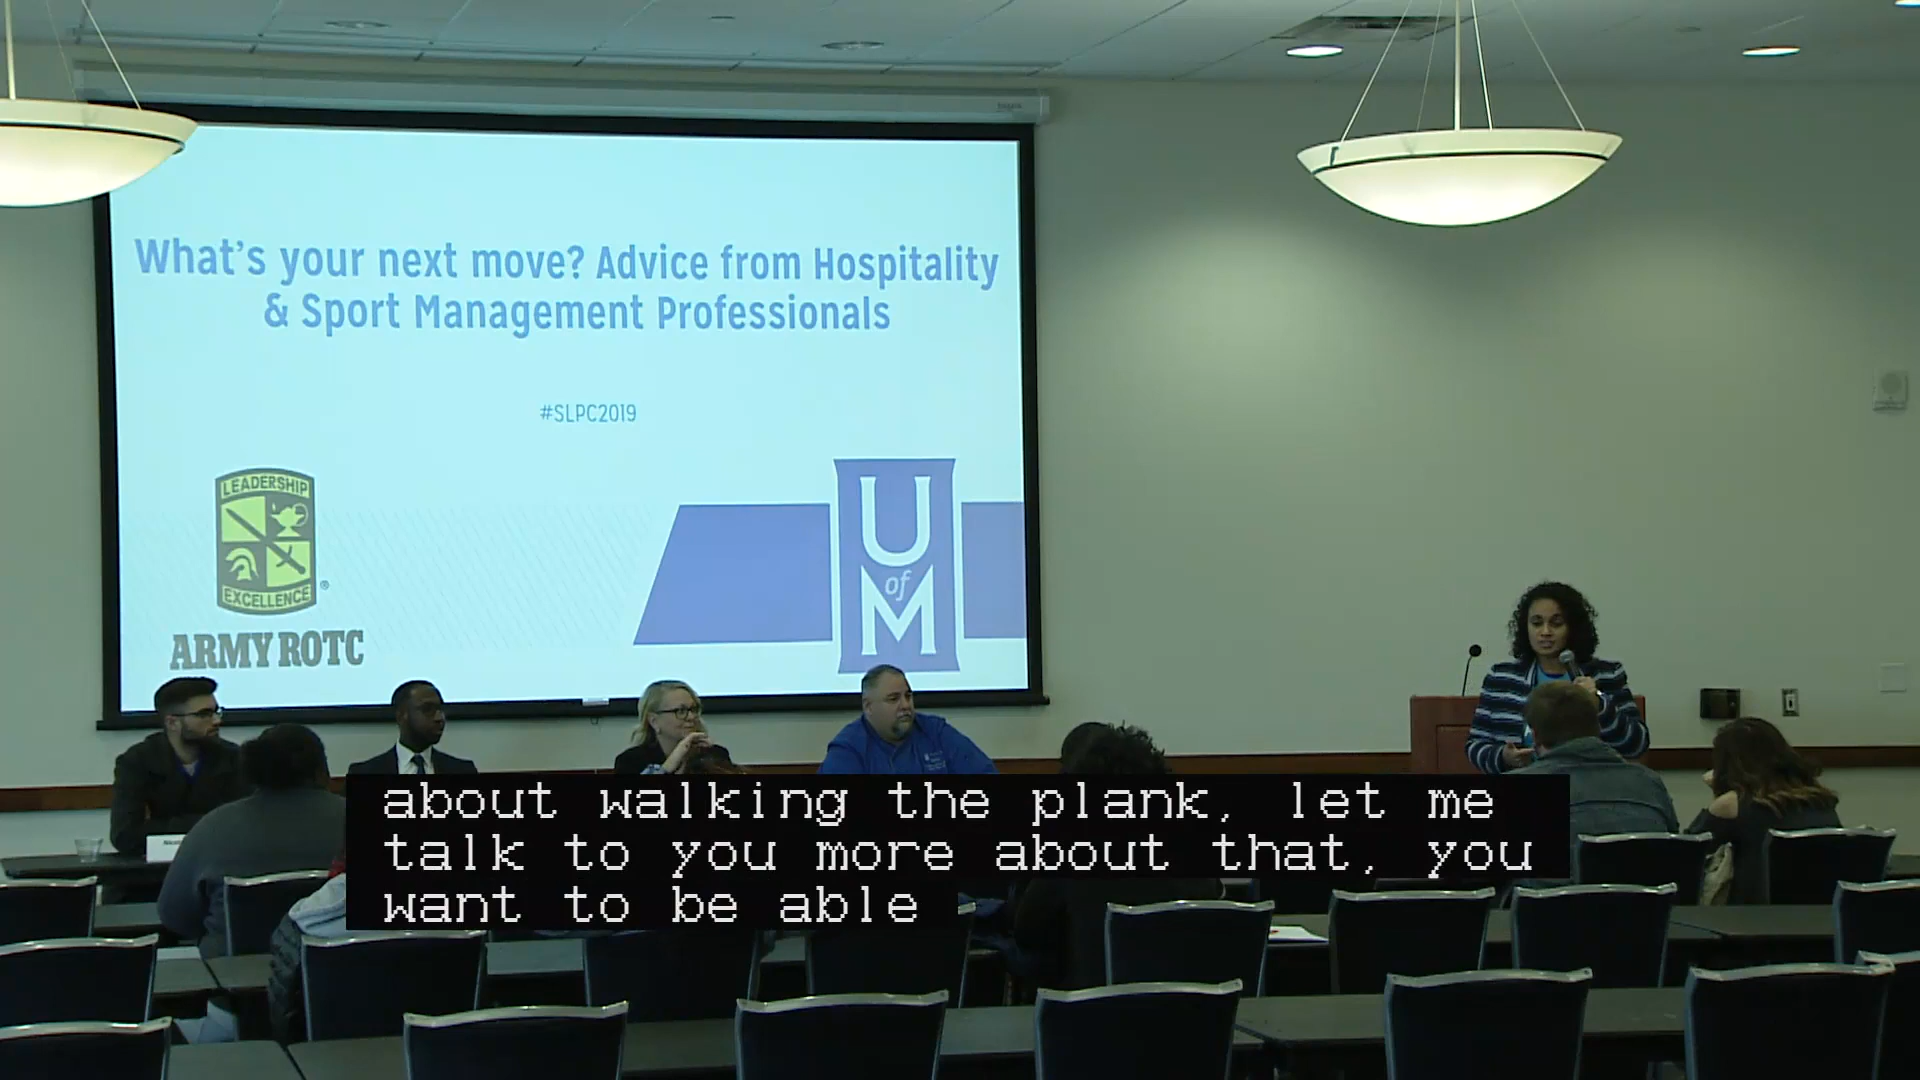 What's your next move? Advice from Hospitality
& Sport Management Professionals
#SLPC2019
LEADERSHIP
EXCELLENCE
®
ARMY ROTC
U
of
M
about walking the plank, let me
talk to you more about that, you
want to be able